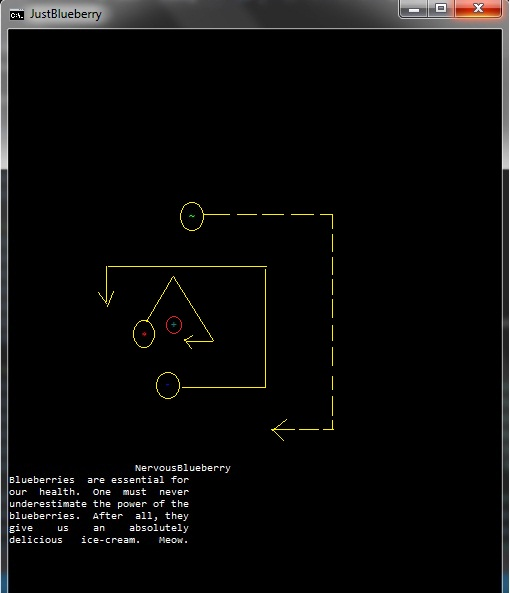 JustBlueberry
~
+
NervousBlueberry
Blueberries are essential for
our health. One must never
underestimate the power of the
blueberries. After all, they
give us an absolutely
delicious ice-cream. Meow.